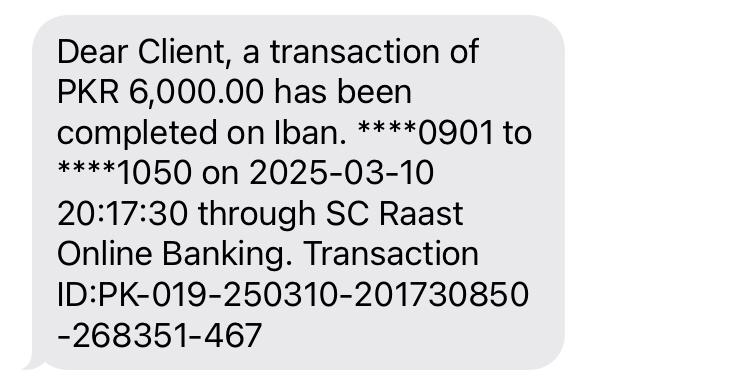 Dear Client, a transaction of
PKR 6,000.00 has been
completed on Iban. ****0901 to
****1050 on 2025-03-10
20:17:30 through SC Raast
Online Banking. Transaction
ID:PK-019-250310-201730850
-268351-467